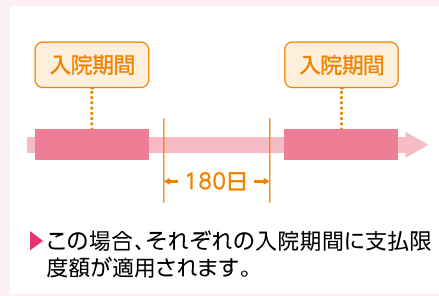 入院期間
入院期間
180日
▶この場合、それぞれの入院期間に支払限
度額が適用されます。